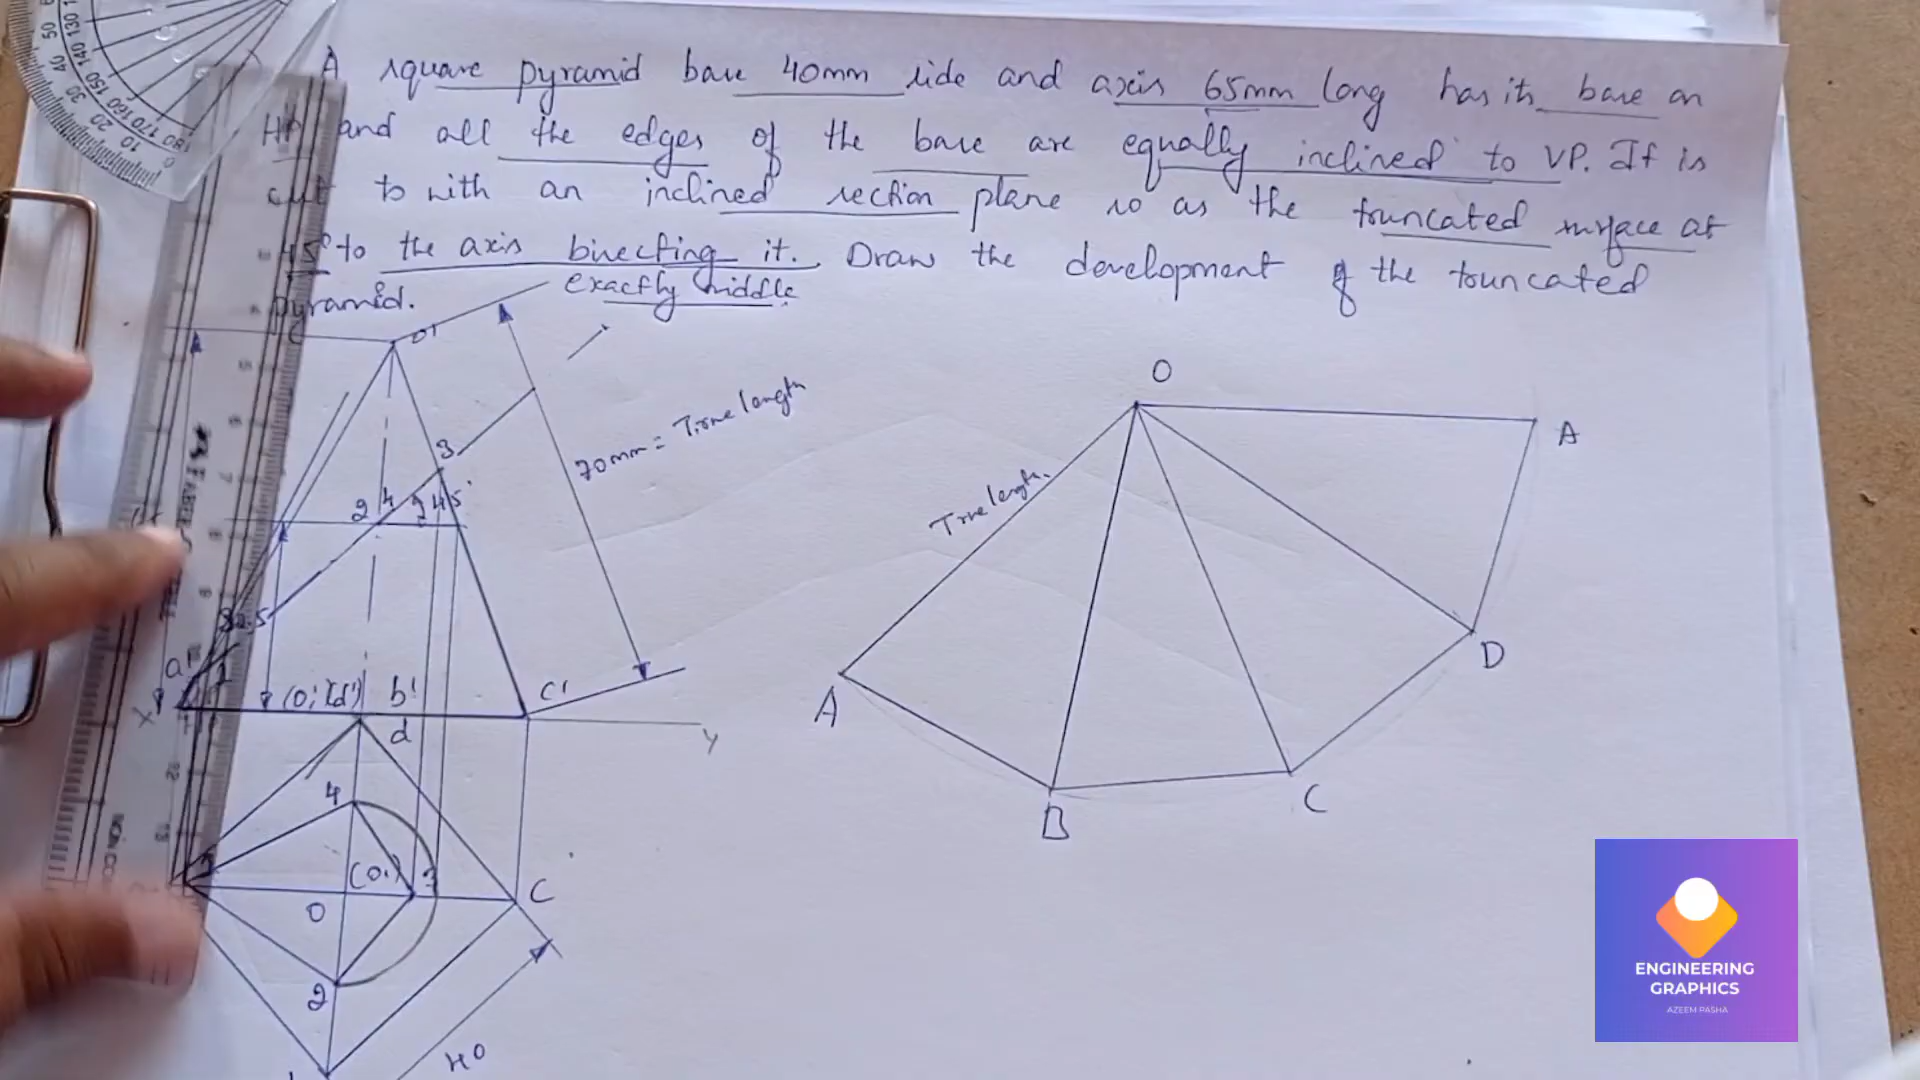 A square pyramid base 40mm side and axis 65mm long has its base on
HP and all the edges of the base are equally inclined to VP. It is
cut to with an inclined section plane so as the truncated surface at
45° to the axis bisecting it. Draw the development of the truncated
pyramid. exactly middle
O'
70mm = True length
3
2 4 2 4 5'
32.5
a' 1
(O1)(d') b' C'
X Y
d
4
(O1) 3
O C
2
40
O
A
True length.
A D
B C
ENGINEERING
GRAPHICS
AZEEM PASHA